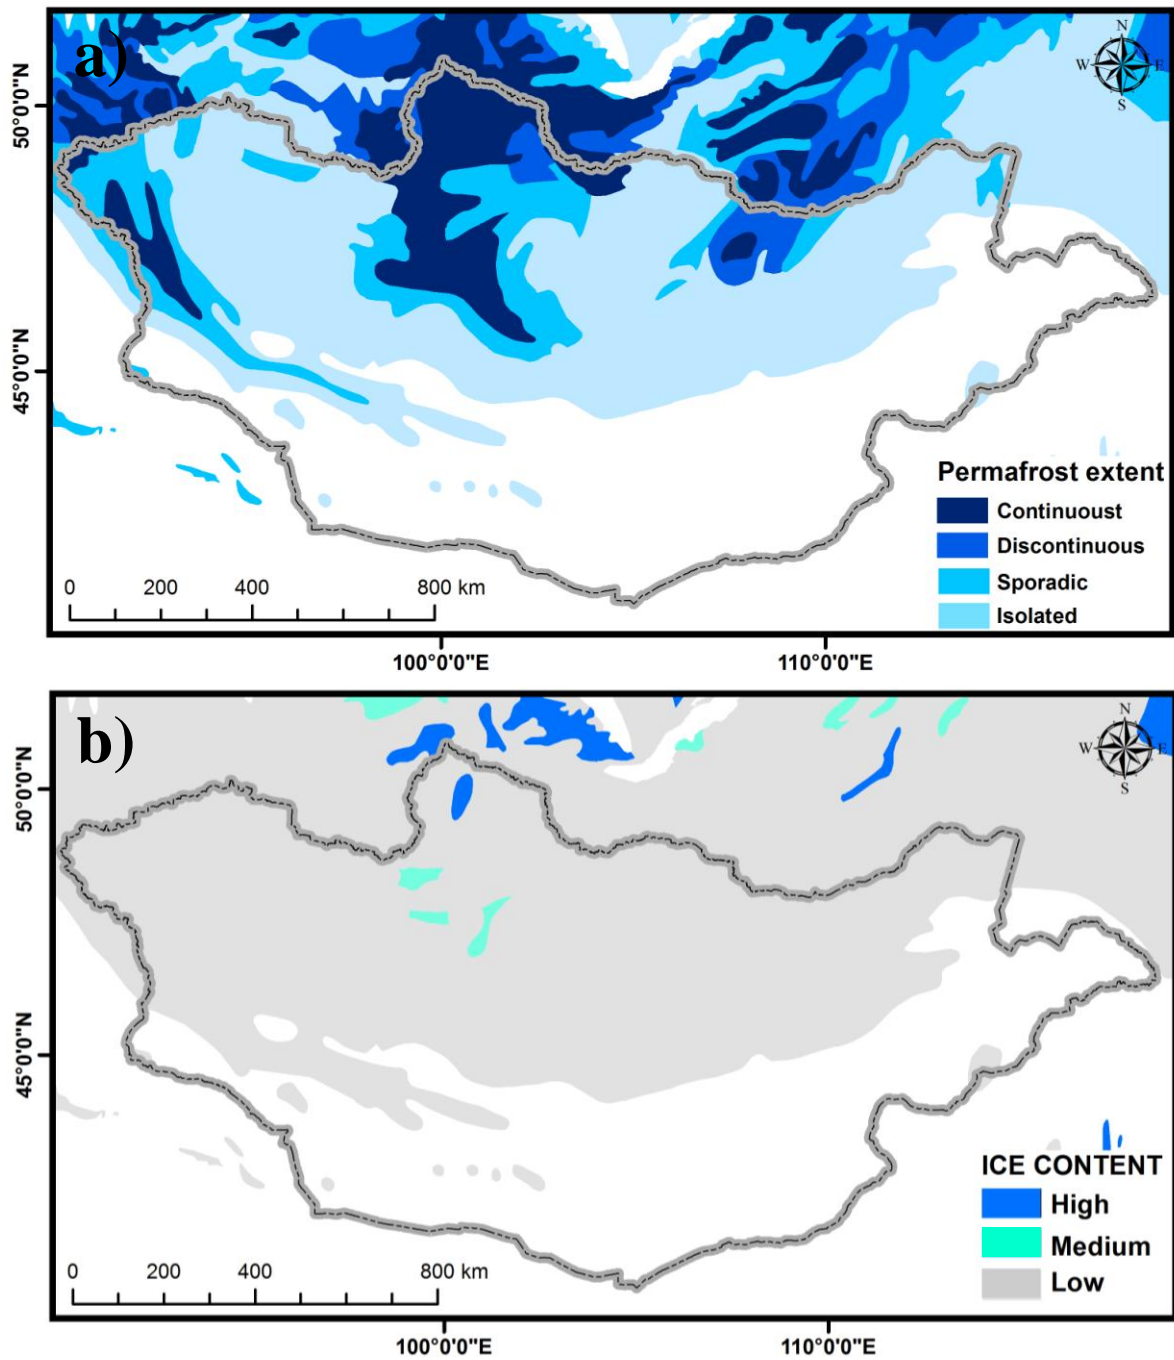 a)
N
W E
S
50°0'0"N
45°0'0"N
Permafrost extent
Continuoust
Discontinuous
Sporadic
Isolated
0 200 400 800 km
100°0'0"E 110°0'0"E
b)
N
W E
S
50°0'0"N
45°0'0"N
ICE CONTENT
High
Medium
Low
0 200 400 800 km
100°0'0"E 110°0'0"E